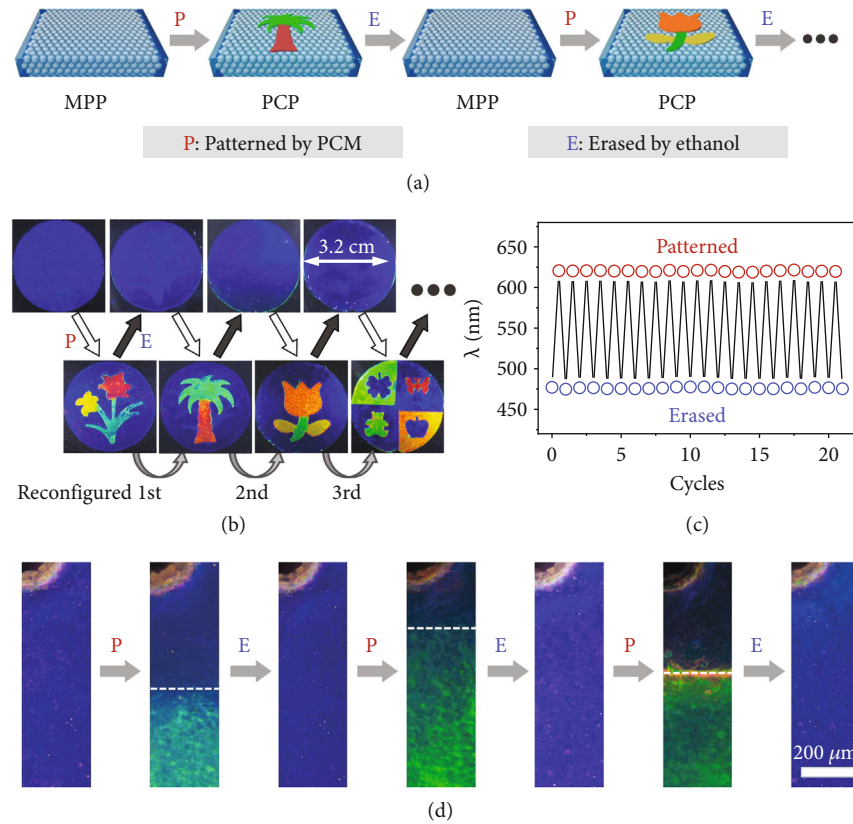 P E P E
MPP PCP MPP PCP
P: Patterned by PCM E: Erased by ethanol
(a)
3.2 cm
P E
Reconfigured 1st 2nd 3rd
(b)
650
600
550
500
450
λ (nm)
Patterned
Erased
0 5 10 15 20
Cycles
(c)
P E P E P E
200 μm
(d)